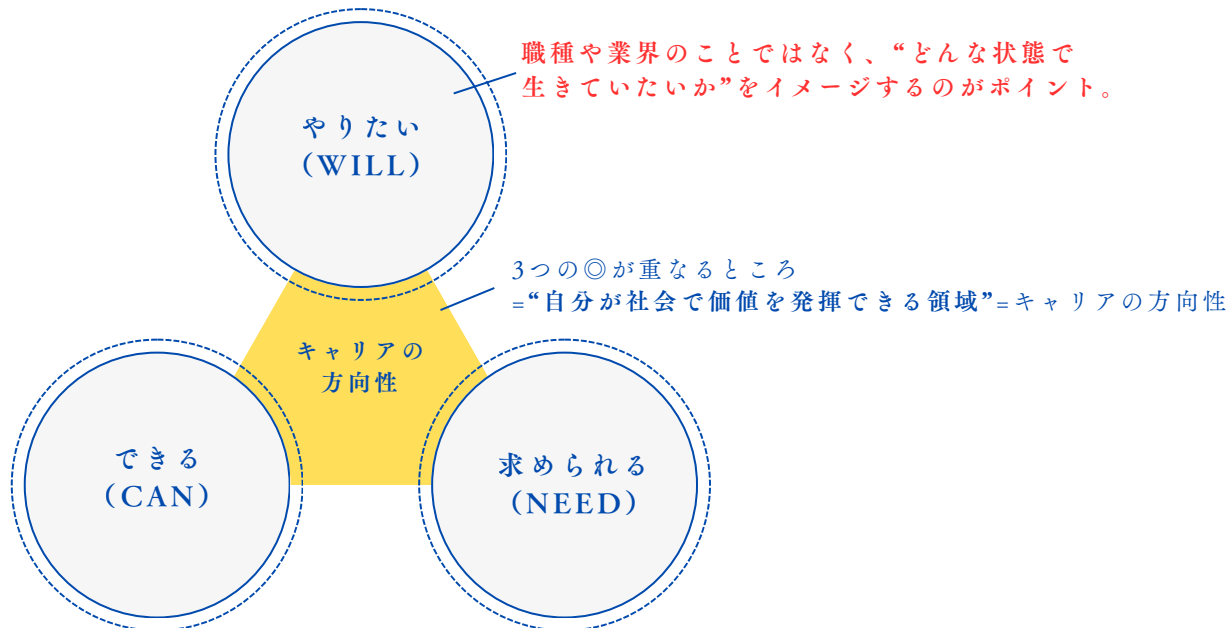 職種や業界のことではなく、“どんな状態で
生きていたいか”をイメージするのがポイント。
やりたい
（WILL）
3つの◎が重なるところ
=“自分が社会で価値を発揮できる領域”=キャリアの方向性
キャリアの
方向性
できる
（CAN）
求められる
（NEED）